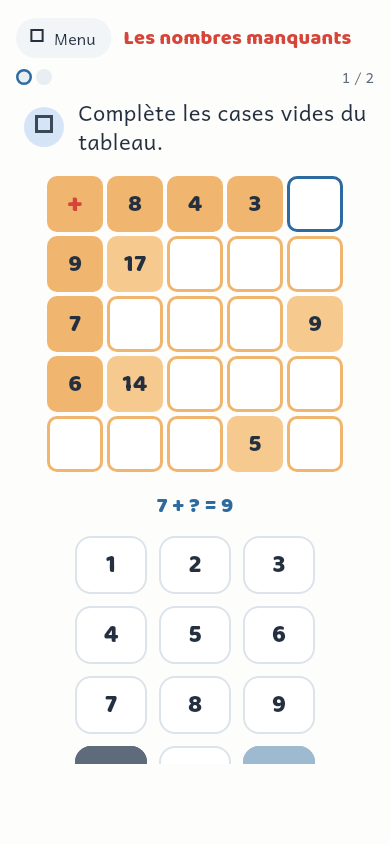 Menu
Les nombres manquants
1 / 2
Complète les cases vides du
tableau.
+ 8 4 3
9 17
7 9
6 14
5
7 + ? = 9
1 2 3
4 5 6
7 8 9